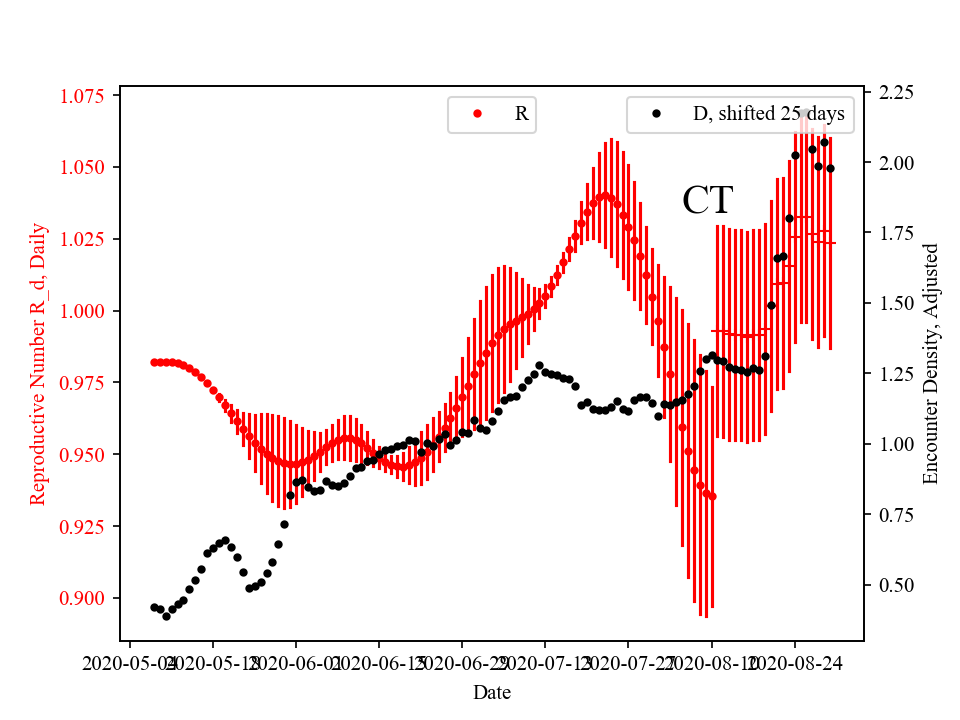 R
D, shifted 25 days
CT
Reproductive Number R_d, Daily
1.075
1.050
1.025
1.000
0.975
0.950
0.925
0.900
2.25
2.00
1.75
1.50
1.25
1.00
0.75
0.50
Encounter Density, Adjusted
2020-05-04 2020-05-18 2020-06-01 2020-06-15 2020-06-29 2020-07-13 2020-07-27 2020-08-10 2020-08-24
Date